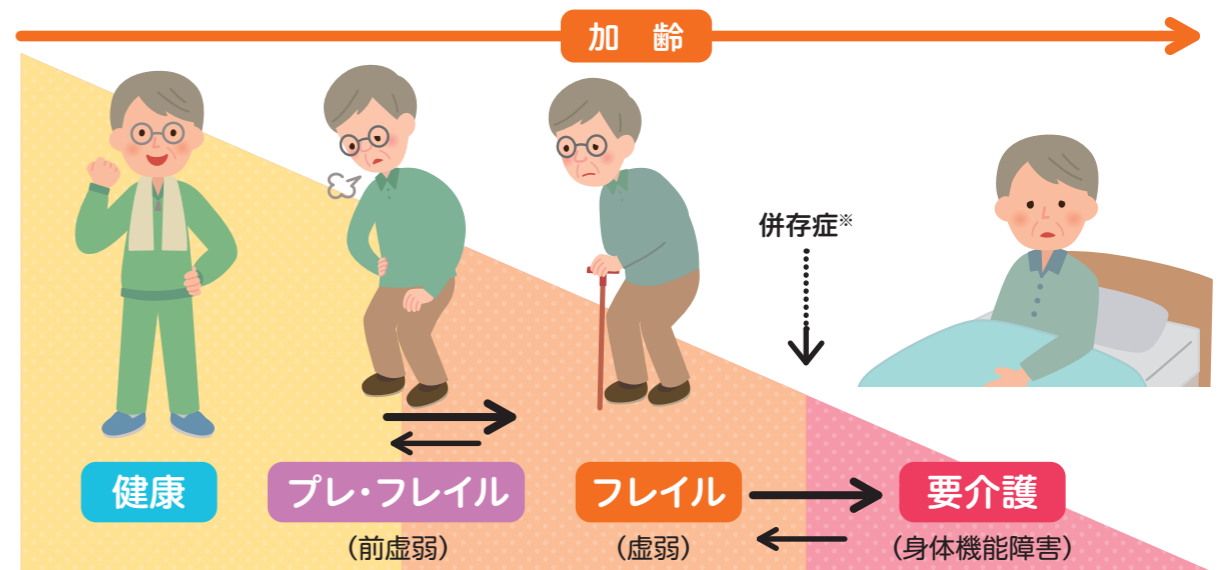 加 齢
併存症※
健康
プレ・フレイル
フレイル
要介護
（前虚弱）
（虚弱）
（身体機能障害）